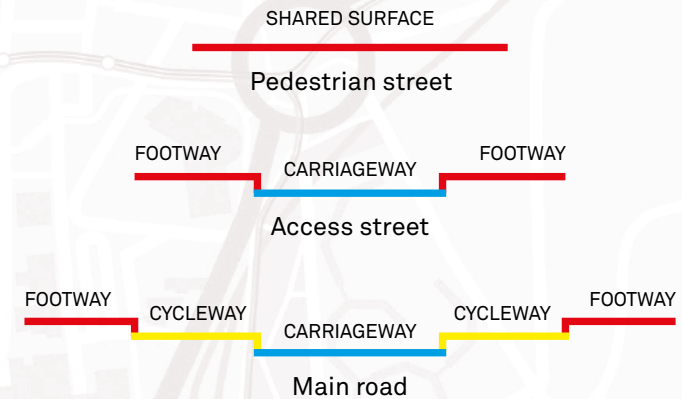 SHARED SURFACE
Pedestrian street
FOOTWAY CARRIAGEWAY FOOTWAY
Access street
FOOTWAY CYCLEWAY CARRIAGEWAY CYCLEWAY FOOTWAY
Main road